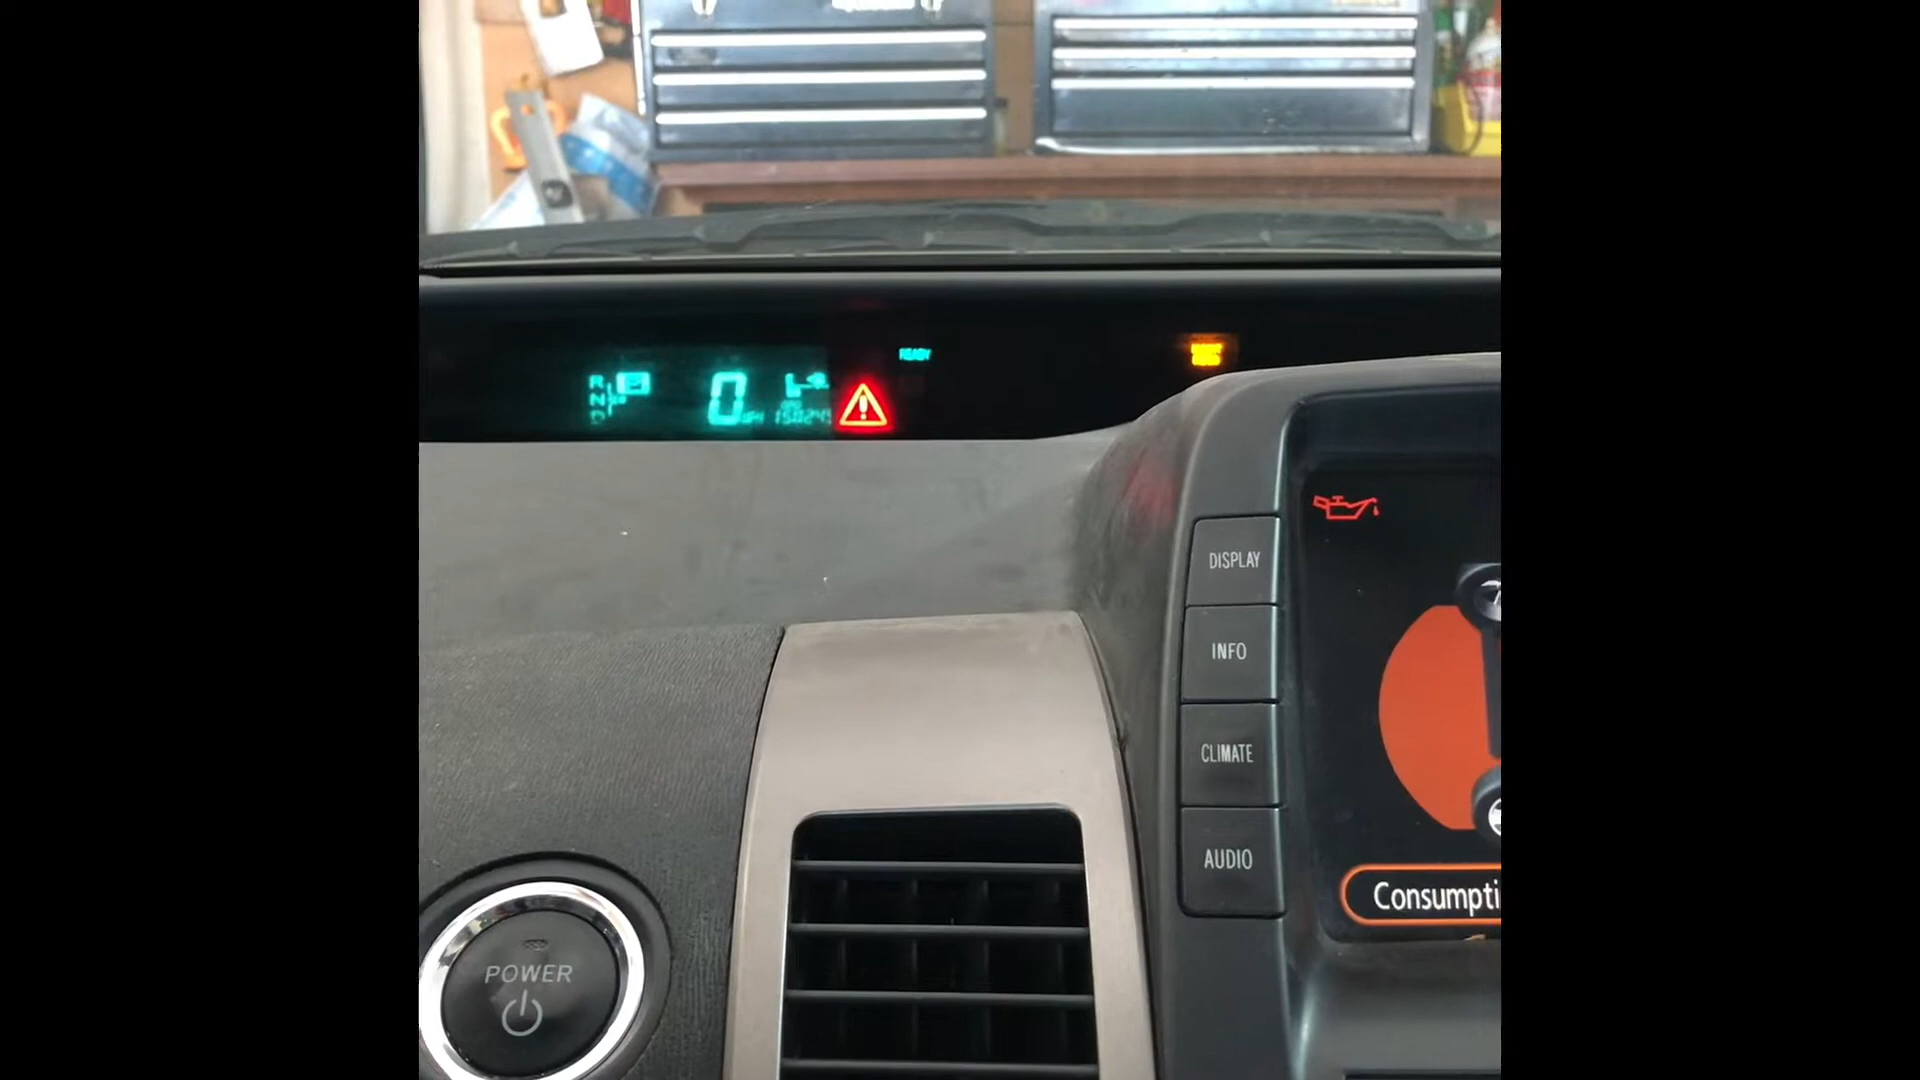 READY
R
N
D
0
DISPLAY
INFO
CLIMATE
AUDIO
Consumpti
POWER